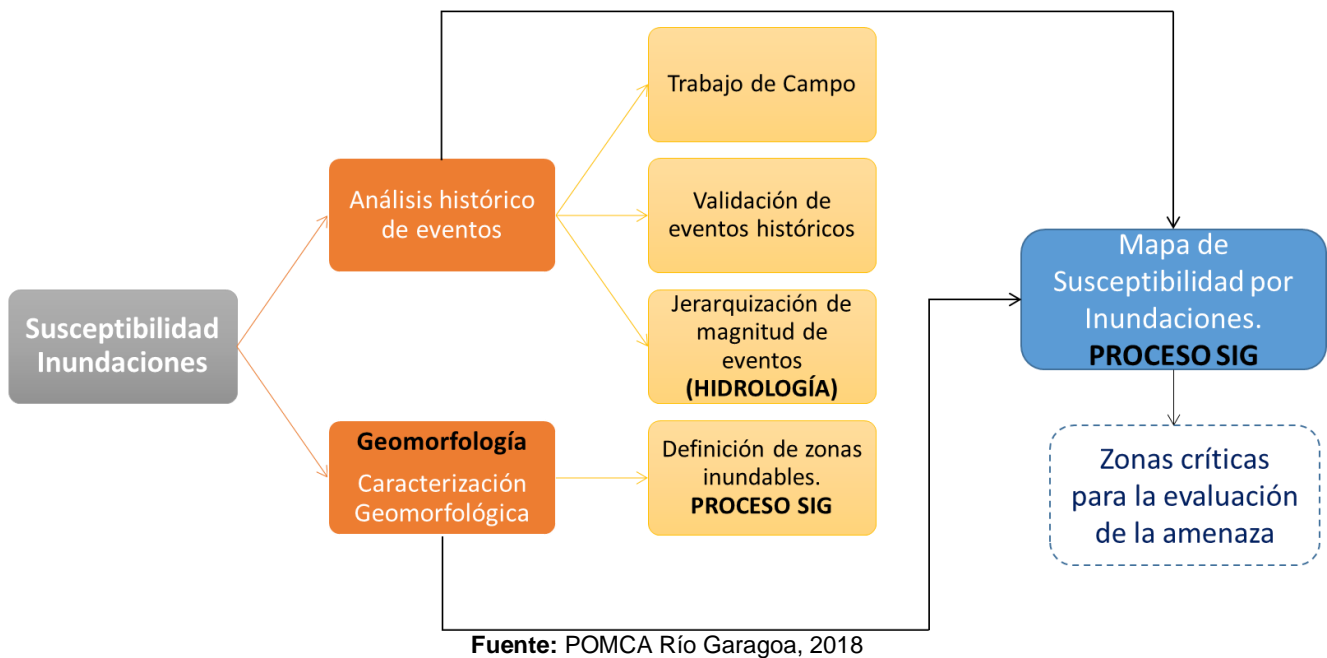 Susceptibilidad
Inundaciones
Análisis histórico
de eventos
Geomorfología
Caracterización
Geomorfológica
Trabajo de Campo
Validación de
eventos históricos
Jerarquización de
magnitud de
eventos
(HIDROLOGÍA)
Definición de zonas
inundables.
PROCESO SIG
Mapa de
Susceptibilidad por
Inundaciones.
PROCESO SIG
Zonas críticas
para la evaluación
de la amenaza
Fuente: POMCA Río Garagoa, 2018